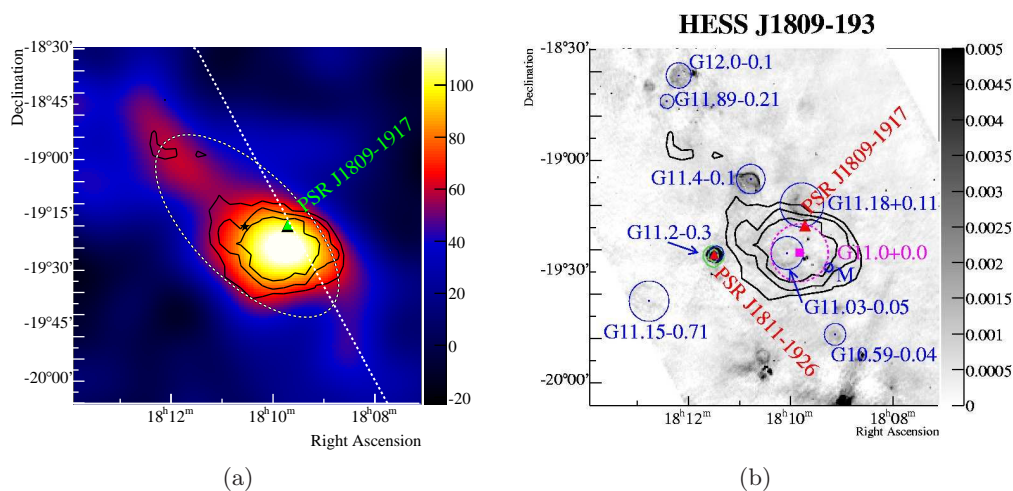 HESS J1809-193
-18°30'
-18°45'
-19°00'
-19°15'
-19°30'
-19°45'
-20°00'
Declination
18h12m
18h10m
18h08m
Right Ascension
PSR J1809-1917
100
80
60
40
20
0
-20
(a)
-18°30'
-19°00'
-19°30'
-20°00'
Declination
G12.0-0.1
G11.89-0.21
PSR J1809-1917
G11.4-0.1
G11.18+0.11
G11.2-0.3
G11.0+0.0
M
G11.03-0.05
PSR J1811-1926
G11.15-0.71
G10.59-0.04
18h12m
18h10m
18h08m
Right Ascension
0.005
0.0045
0.004
0.0035
0.003
0.0025
0.002
0.0015
0.001
0.0005
0
(b)